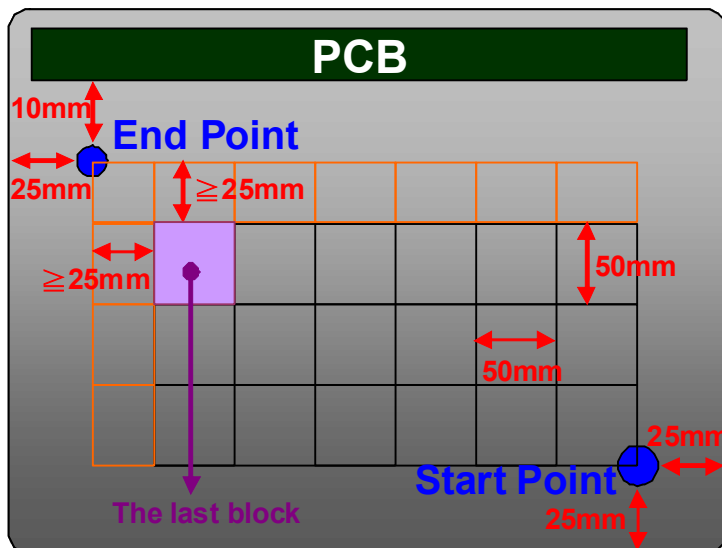 PCB
10mm
End Point
25mm
≧25mm
≧25mm
50mm
50mm
25mm
Start Point
The last block
25mm